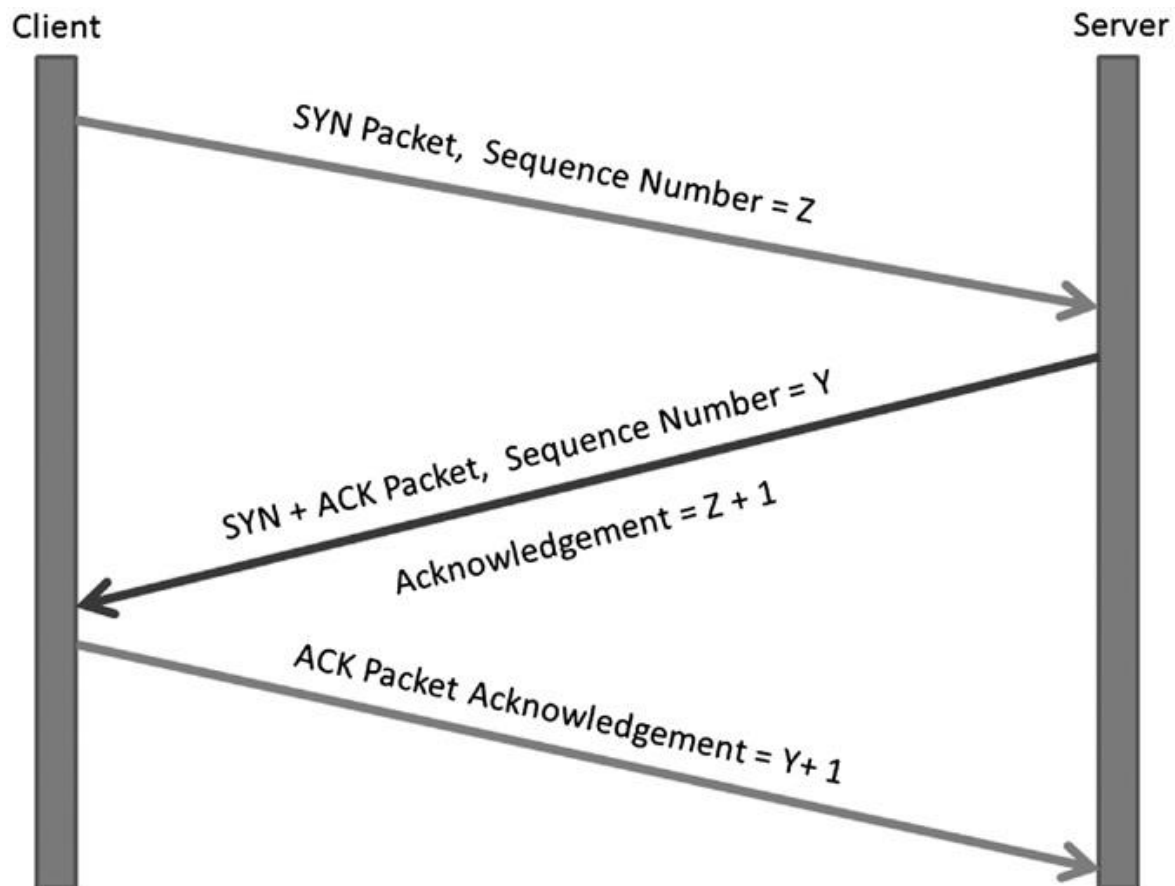 Client
Server
SYN Packet, Sequence Number = Z
SYN + ACK Packet, Sequence Number = Y
Acknowledgement = Z + 1
ACK Packet Acknowledgement = Y+ 1